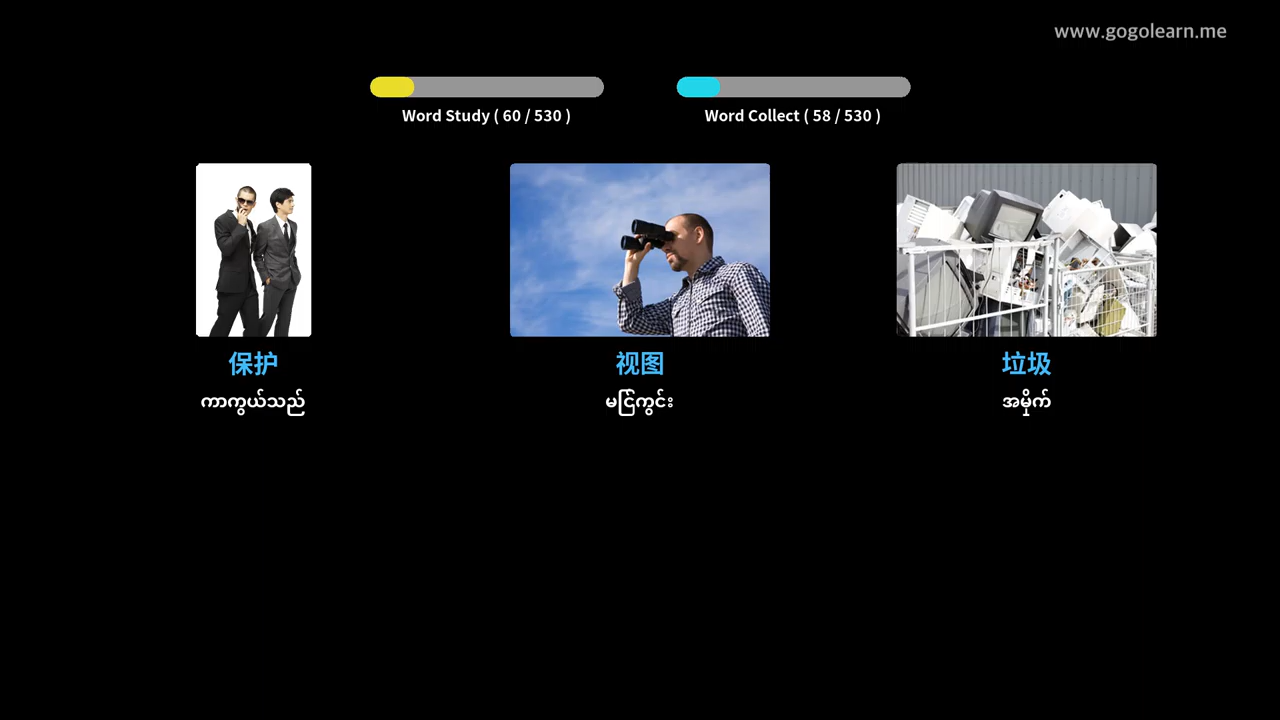 www.gogolearn.me
Word Study ( 60 / 530 )
Word Collect ( 58 / 530 )
保护
视图
垃圾
ကာကွယ်သည်
မငြ်ကွင်း
အမှိုက်